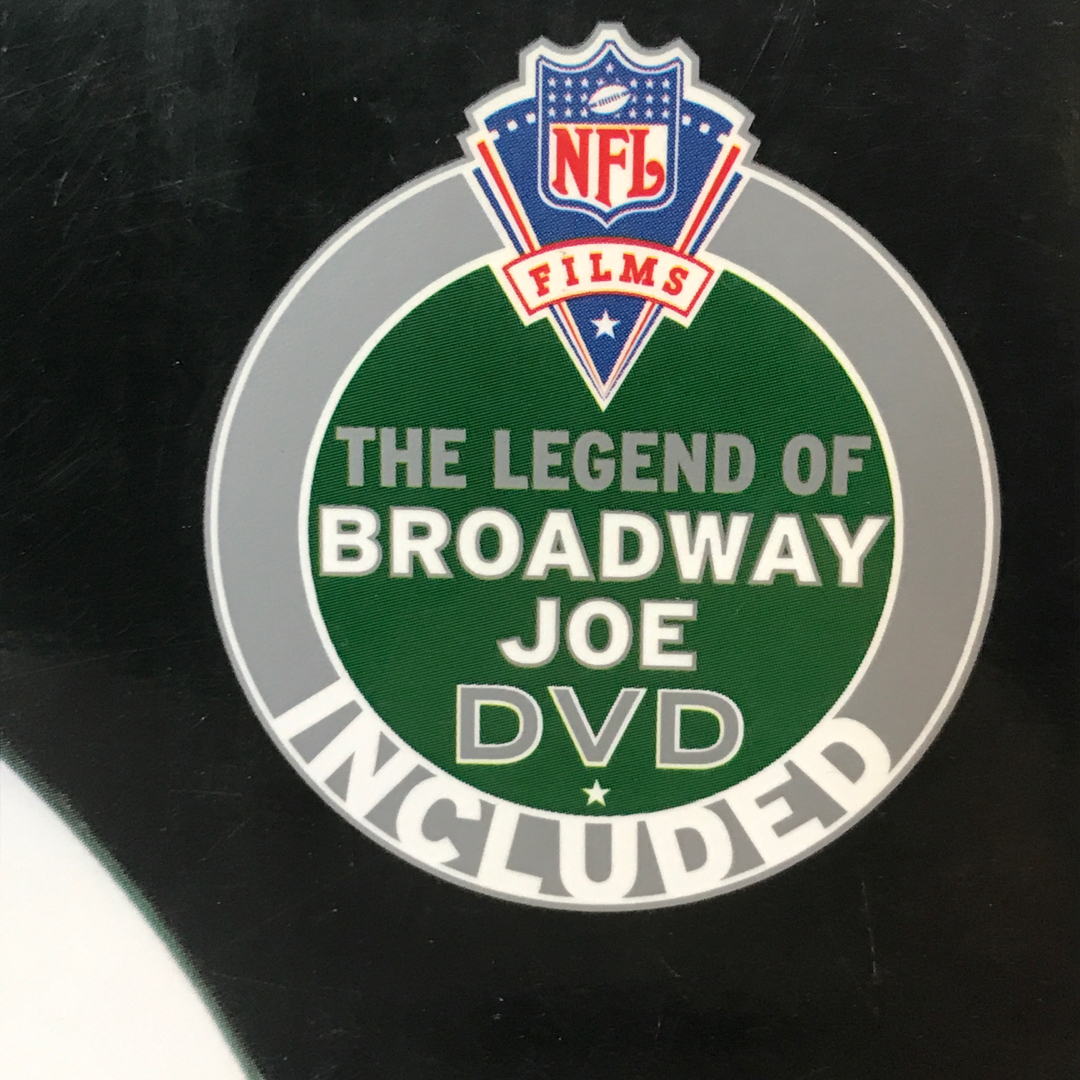 NFL
FILMS
THE LEGEND OF
BROADWAY
JOE
DVD
INCLUDED